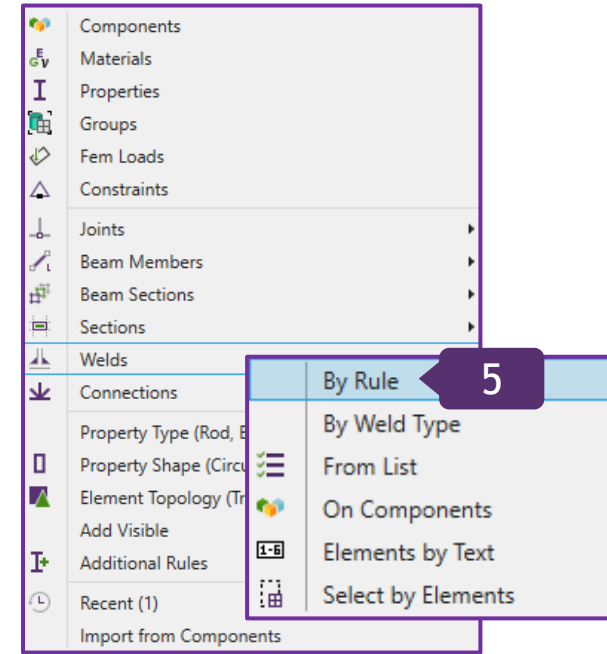 Components
Materials
Properties
Groups
Fem Loads
Constraints
Joints
Beam Members
Beam Sections
Sections
Welds
Connections
Property Type (Rod,
Property Shape (Circu
Element Topology (Tr
Add Visible
Additional Rules
Recent (1)
Import from Components
By Rule 5
By Weld Type
From List
On Components
1-6 Elements by Text
Select by Elements